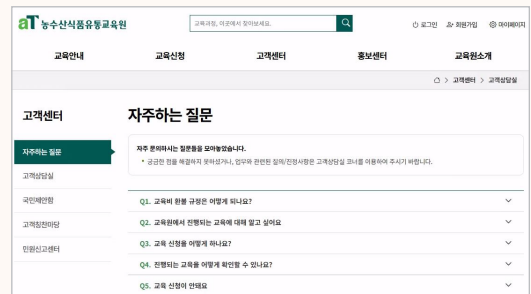 aT 농수산식품유통교육원
교육과정, 이곳에서 찾아보세요.
로그인 회원가입 마이페이지
교육안내 교육신청 고객센터 홍보센터 교육원소개
> 고객센터 > 고객상담실
고객센터
자주하는 질문
고객상담실
국민제안함
고객칭찬마당
민원신고센터
자주하는 질문
자주 문의하시는 질문들을 모아놓았습니다.
• 궁금한 점을 해결하지 못하셨거나, 업무와 관련된 질의/진정사항은 고객상담실 코너를 이용하여 주시기 바랍니다.
Q1. 교육비 환불 규정은 어떻게 되나요?
Q2. 교육원에서 진행되는 교육에 대해 알고 싶어요
Q3. 교육 신청을 어떻게 하나요?
Q4. 진행되는 교육을 어떻게 확인할 수 있나요?
Q5. 교육 신청이 안돼요